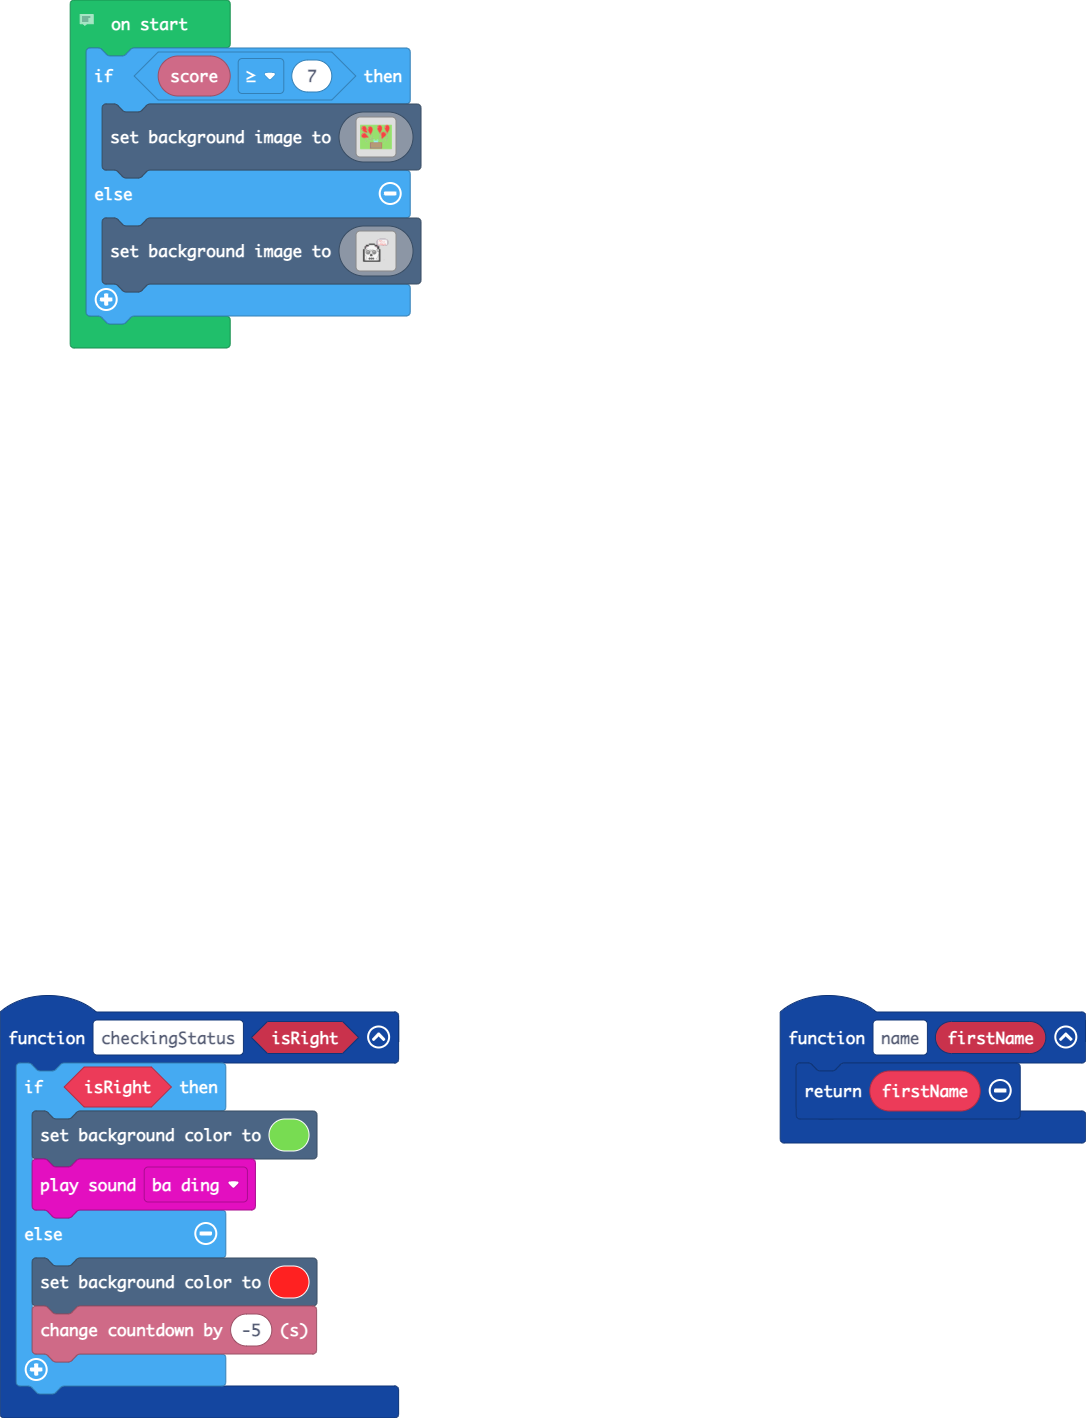 on start
if score ≥ 7 then
set background image to
else
set background image to
function checkingStatus isRight
if isRight then
set background color to
play sound ba ding
else
set background color to
change countdown by -5 (s)
function name firstName
return firstName